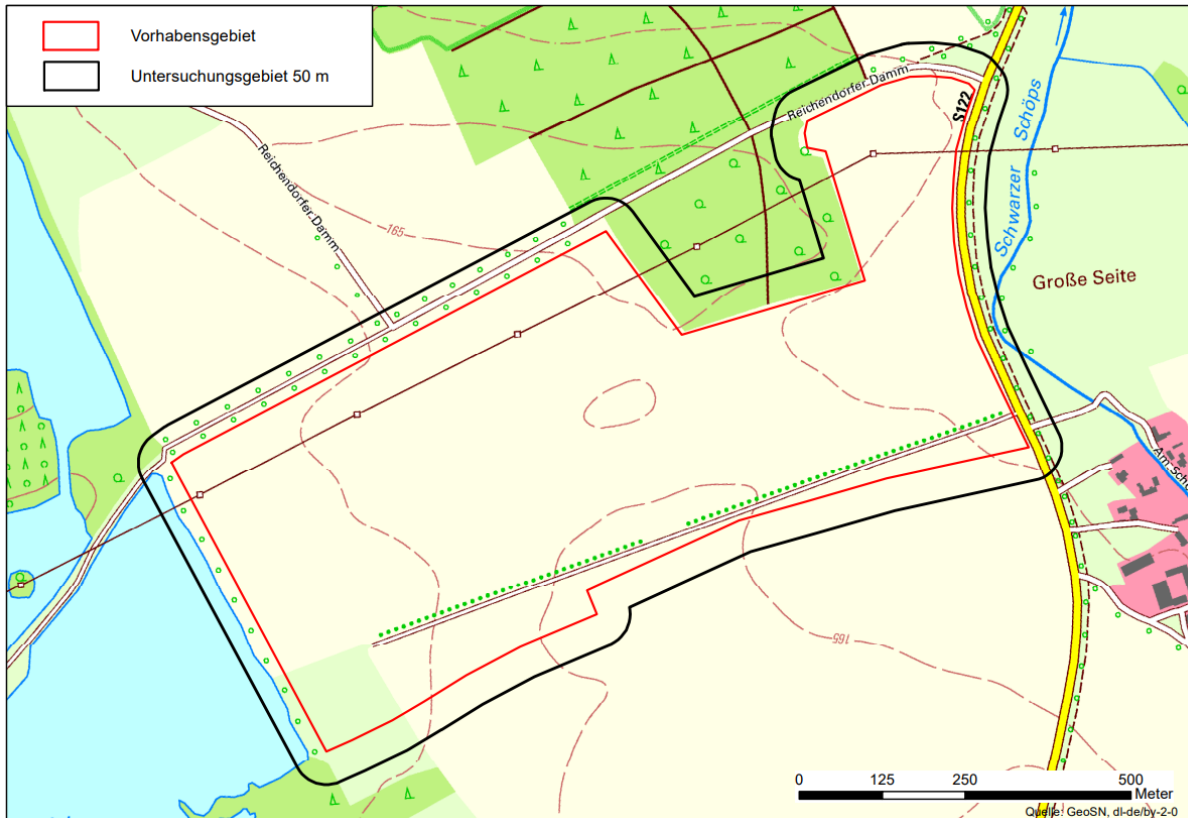 Vorhabensgebiet
Untersuchungsgebiet 50 m
Reichendorfer-Damm
S122
Schwarzer Schöps
Reichendorfer-Damm
165
Große Seite
165
0 125 250 500
Meter
Quelle: GeoSN, dl-de/by-2-0